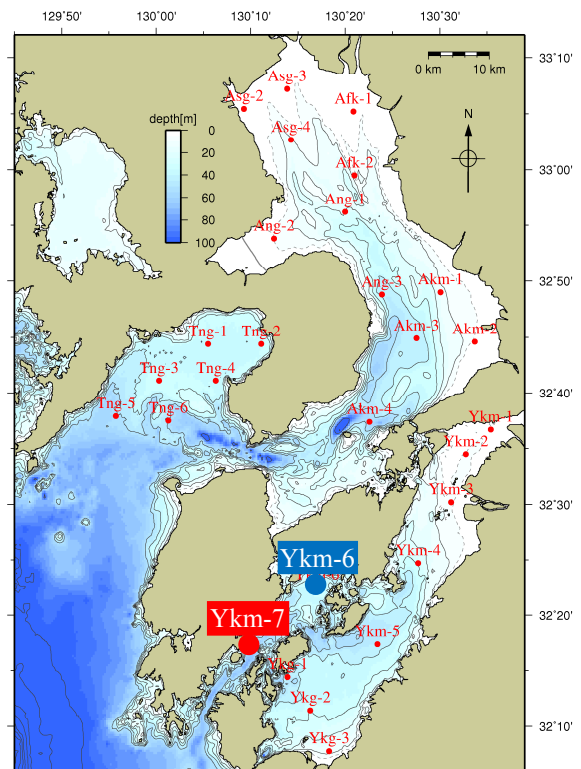 129°50' 130°00' 130°10' 130°20' 130°30'
33°10'
33°00'
32°50'
32°40'
32°30'
32°20'
32°10'
0 km 10 km
N
depth[m]
0
20
40
60
80
100
Asg-3
Asg-2
Afk-1
Asg-4
Afk-2
Ang-1
Ang-2
Ang-3
Akm-1
Akm-3
Akm-2
Tng-1
Tng-2
Tng-3
Tng-4
Tng-5
Tng-6
Akm-4
Ykm-1
Ykm-2
Ykm-3
Ykm-4
Ykm-6
Ykm-7
Ykm-5
Ykg-1
Ykg-2
Ykg-3